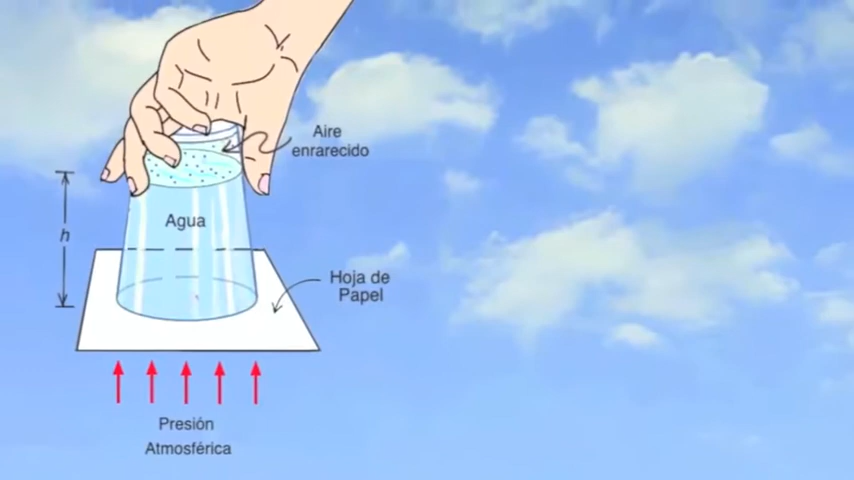 Aire
enrarecido
Agua
h
Hoja de
Papel
Presión
Atmosférica